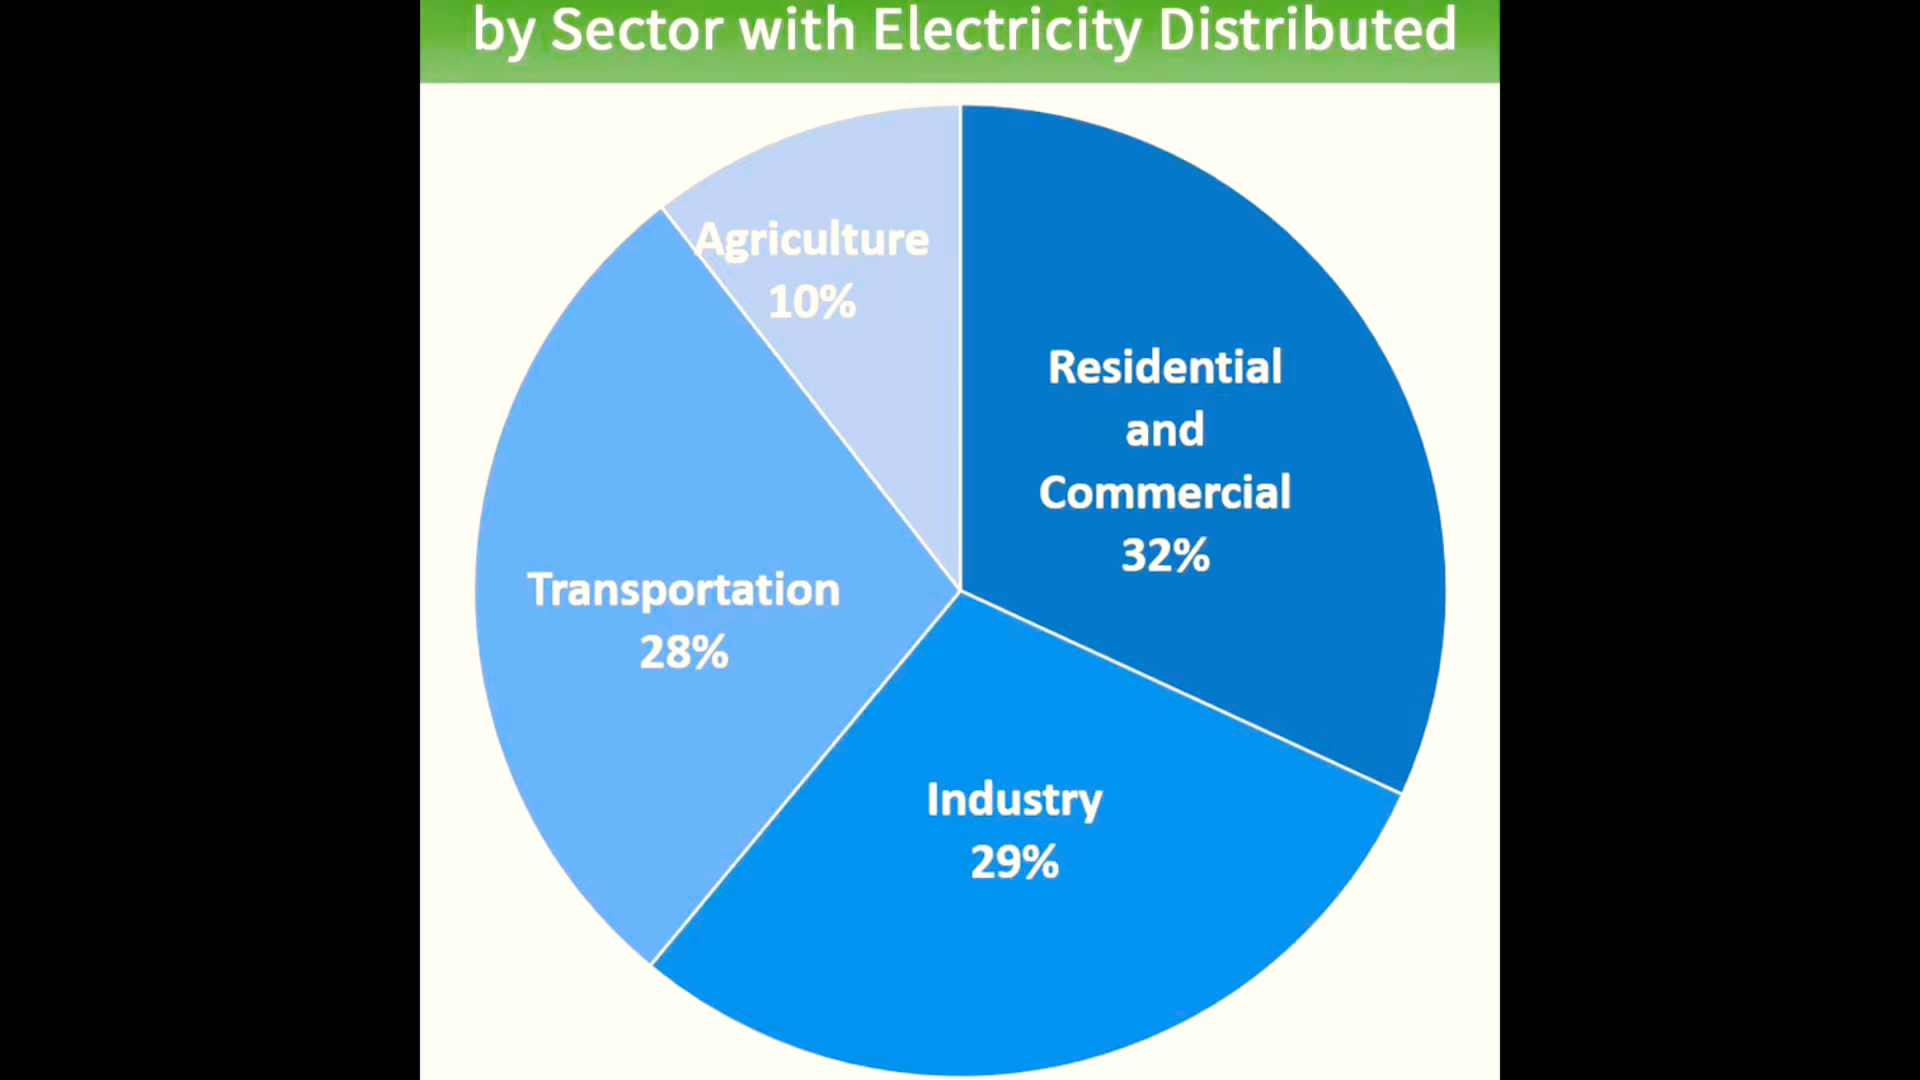 by Sector with Electricity Distributed
Agriculture
10%
Residential
and
Commercial
32%
Transportation
28%
Industry
29%